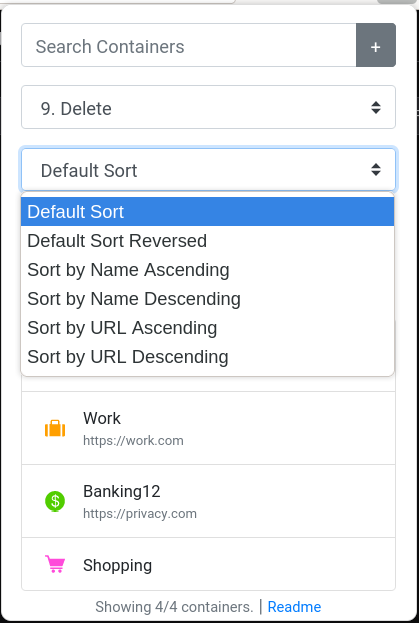 Search Containers
+
9. Delete
Default Sort
Default Sort
Default Sort Reversed
Sort by Name Ascending
Sort by Name Descending
Sort by URL Ascending
Sort by URL Descending
Work
https://work.com
Banking12
https://privacy.com
Shopping
Showing 4/4 containers. | Readme